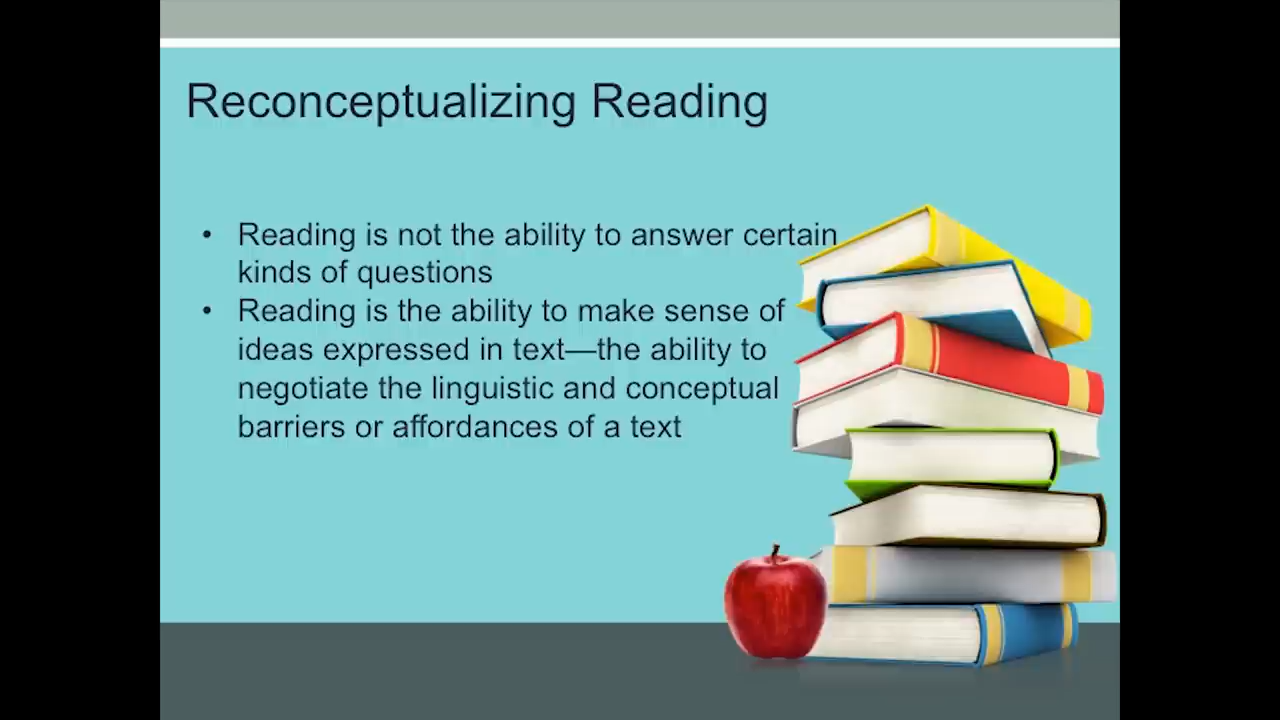 Reconceptualizing Reading
• Reading is not the ability to answer certain
kinds of questions
• Reading is the ability to make sense of
ideas expressed in text—the ability to
negotiate the linguistic and conceptual
barriers or affordances of a text